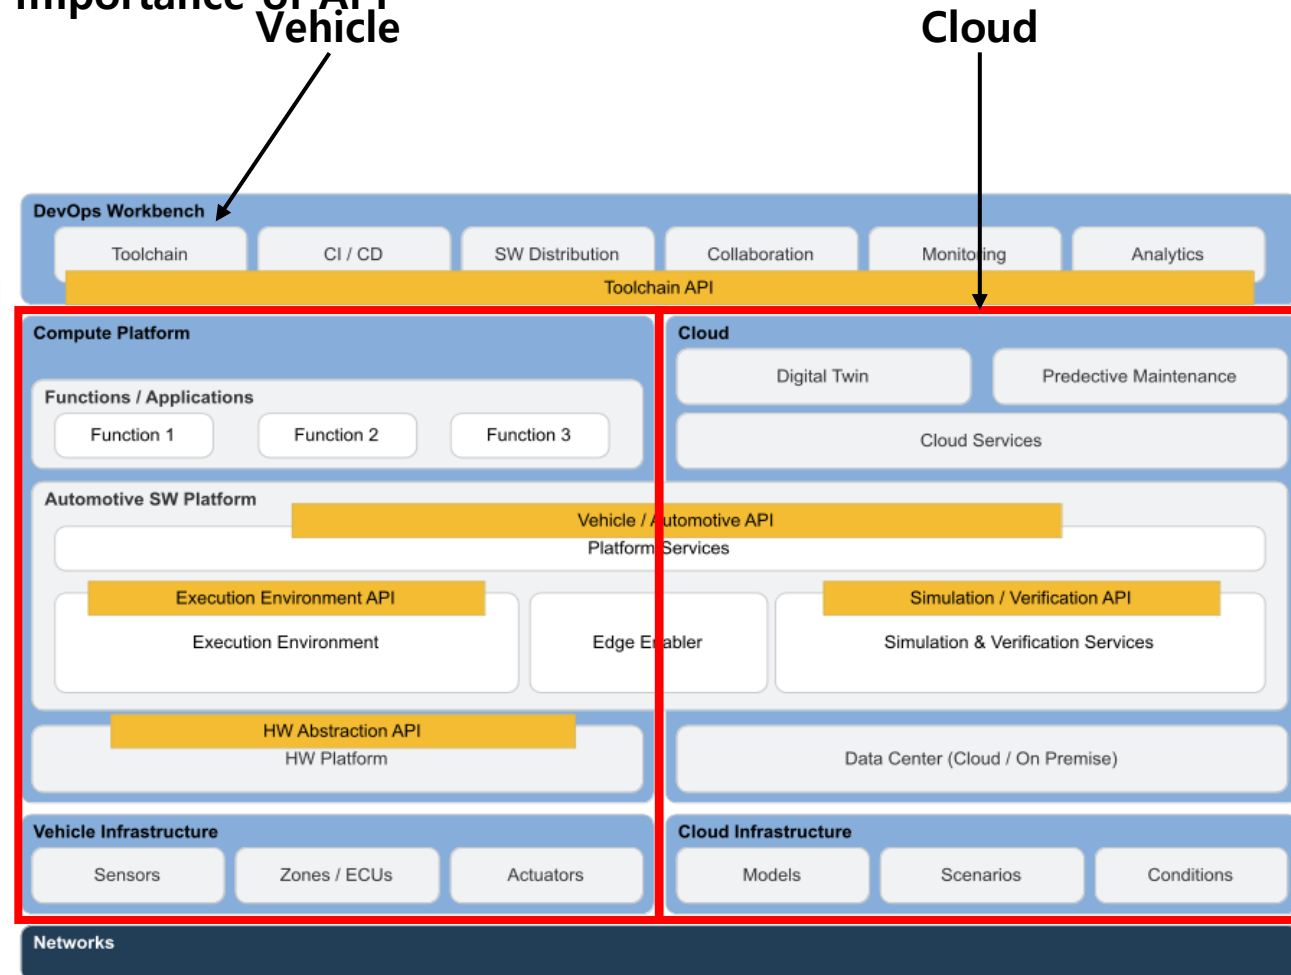 Importance of API
Vehicle
Cloud
DevOps Workbench
Toolchain
CI / CD
SW Distribution
Collaboration
Monitoring
Analytics
Toolchain API
Compute Platform
Functions / Applications
Function 1
Function 2
Function 3
Cloud
Digital Twin
Predective Maintenance
Cloud Services
Automotive SW Platform
Vehicle / Automotive API
Platform Services
Execution Environment API
Execution Environment
Edge Enabler
Simulation / Verification API
Simulation & Verification Services
HW Abstraction API
HW Platform
Data Center (Cloud / On Premise)
Vehicle Infrastructure
Sensors
Zones / ECUs
Actuators
Cloud Infrastructure
Models
Scenarios
Conditions
Networks